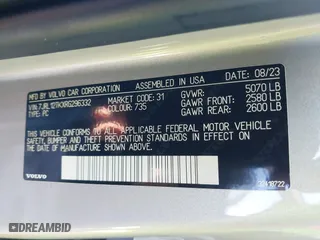 MFD BY: VOLVO CAR CORPORATION ASSEMBLED IN USA 08/23
VIN: 7JRL12TKXRG296332 MARKET CODE: 31 GVWR: 5070 LB
TYPE: PC COLOUR: 735 FRONT GAWR: 2580 LB
REAR GAWR: 2600 LB
THIS VEHICLE CONFORMS TO ALL APPLICABLE FEDERAL MOTOR VEHICLE
SAFETY, BUMPER AND THEFT PREVENTION STANDARDS IN EFFECT ON THE
DATE OF MANUFACTURE SHOWN ABOVE
VOLVO
DREAMBID